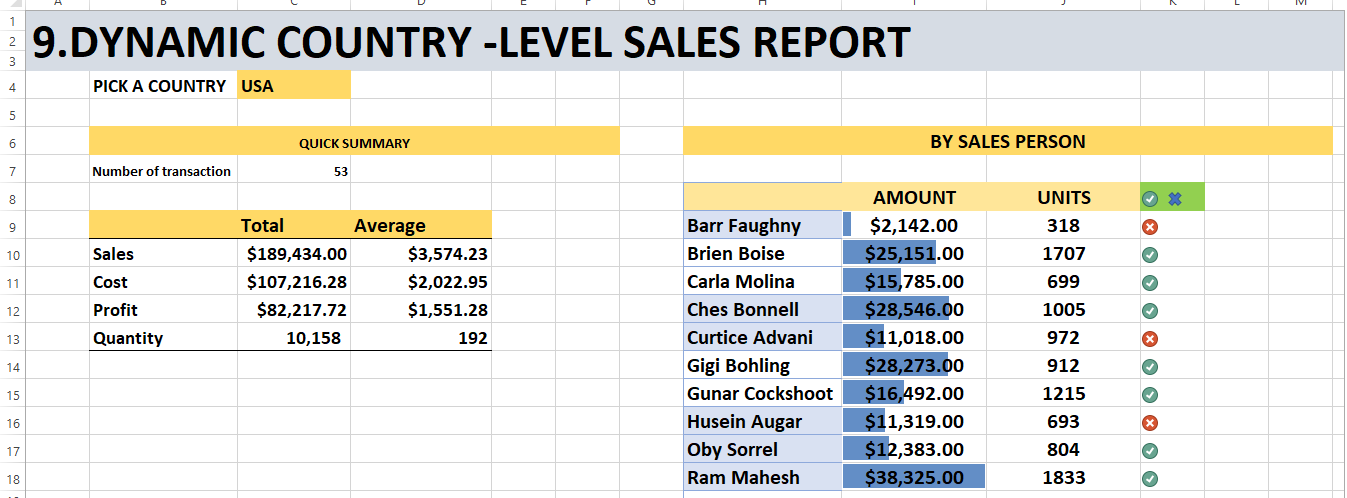 A B C D E F G H I J K L M
1
2 9.DYNAMIC COUNTRY -LEVEL SALES REPORT
3
4 PICK A COUNTRY USA
5
6 QUICK SUMMARY BY SALES PERSON
7 Number of transaction 53
8 AMOUNT UNITS
9 Total Average Barr Faughny $2,142.00 318
10 Sales $189,434.00 $3,574.23 Brien Boise $25,151.00 1707
11 Cost $107,216.28 $2,022.95 Carla Molina $15,785.00 699
12 Profit $82,217.72 $1,551.28 Ches Bonnell $28,546.00 1005
13 Quantity 10,158 192 Curtice Advani $11,018.00 972
14 Gigi Bohling $28,273.00 912
15 Gunar Cockshoot $16,492.00 1215
16 Husein Augar $11,319.00 693
17 Oby Sorrel $12,383.00 804
18 Ram Mahesh $38,325.00 1833